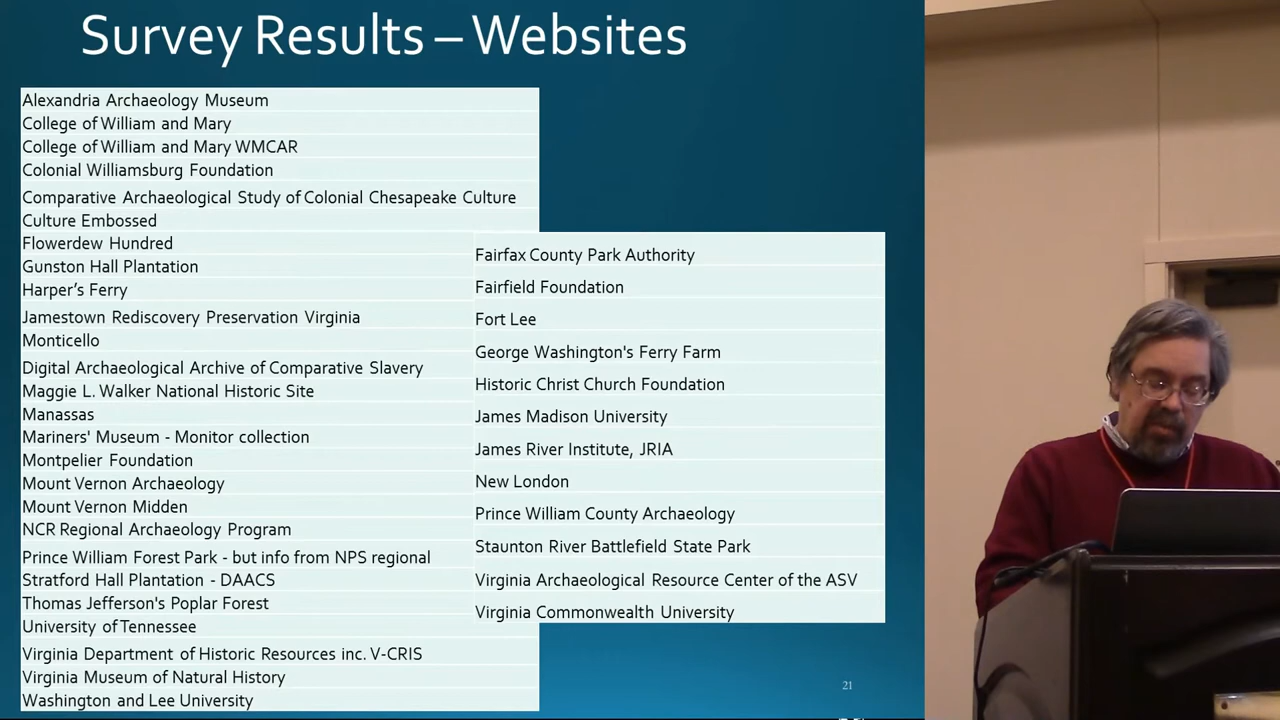 Survey Results – Websites
Alexandria Archaeology Museum
College of William and Mary
College of William and Mary WMCAR
Colonial Williamsburg Foundation
Comparative Archaeological Study of Colonial Chesapeake Culture
Culture Embossed
Flowerdew Hundred
Gunston Hall Plantation
Harper’s Ferry
Jamestown Rediscovery Preservation Virginia
Monticello
Digital Archaeological Archive of Comparative Slavery
Maggie L. Walker National Historic Site
Manassas
Mariners' Museum - Monitor collection
Montpelier Foundation
Mount Vernon Archaeology
Mount Vernon Midden
NCR Regional Archaeology Program
Prince William Forest Park - but info from NPS regional
Stratford Hall Plantation - DAACS
Thomas Jefferson's Poplar Forest
University of Tennessee
Virginia Department of Historic Resources inc. V-CRIS
Virginia Museum of Natural History
Washington and Lee University
Fairfax County Park Authority
Fairfield Foundation
Fort Lee
George Washington's Ferry Farm
Historic Christ Church Foundation
James Madison University
James River Institute, JRIA
New London
Prince William County Archaeology
Staunton River Battlefield State Park
Virginia Archaeological Resource Center of the ASV
Virginia Commonwealth University
21